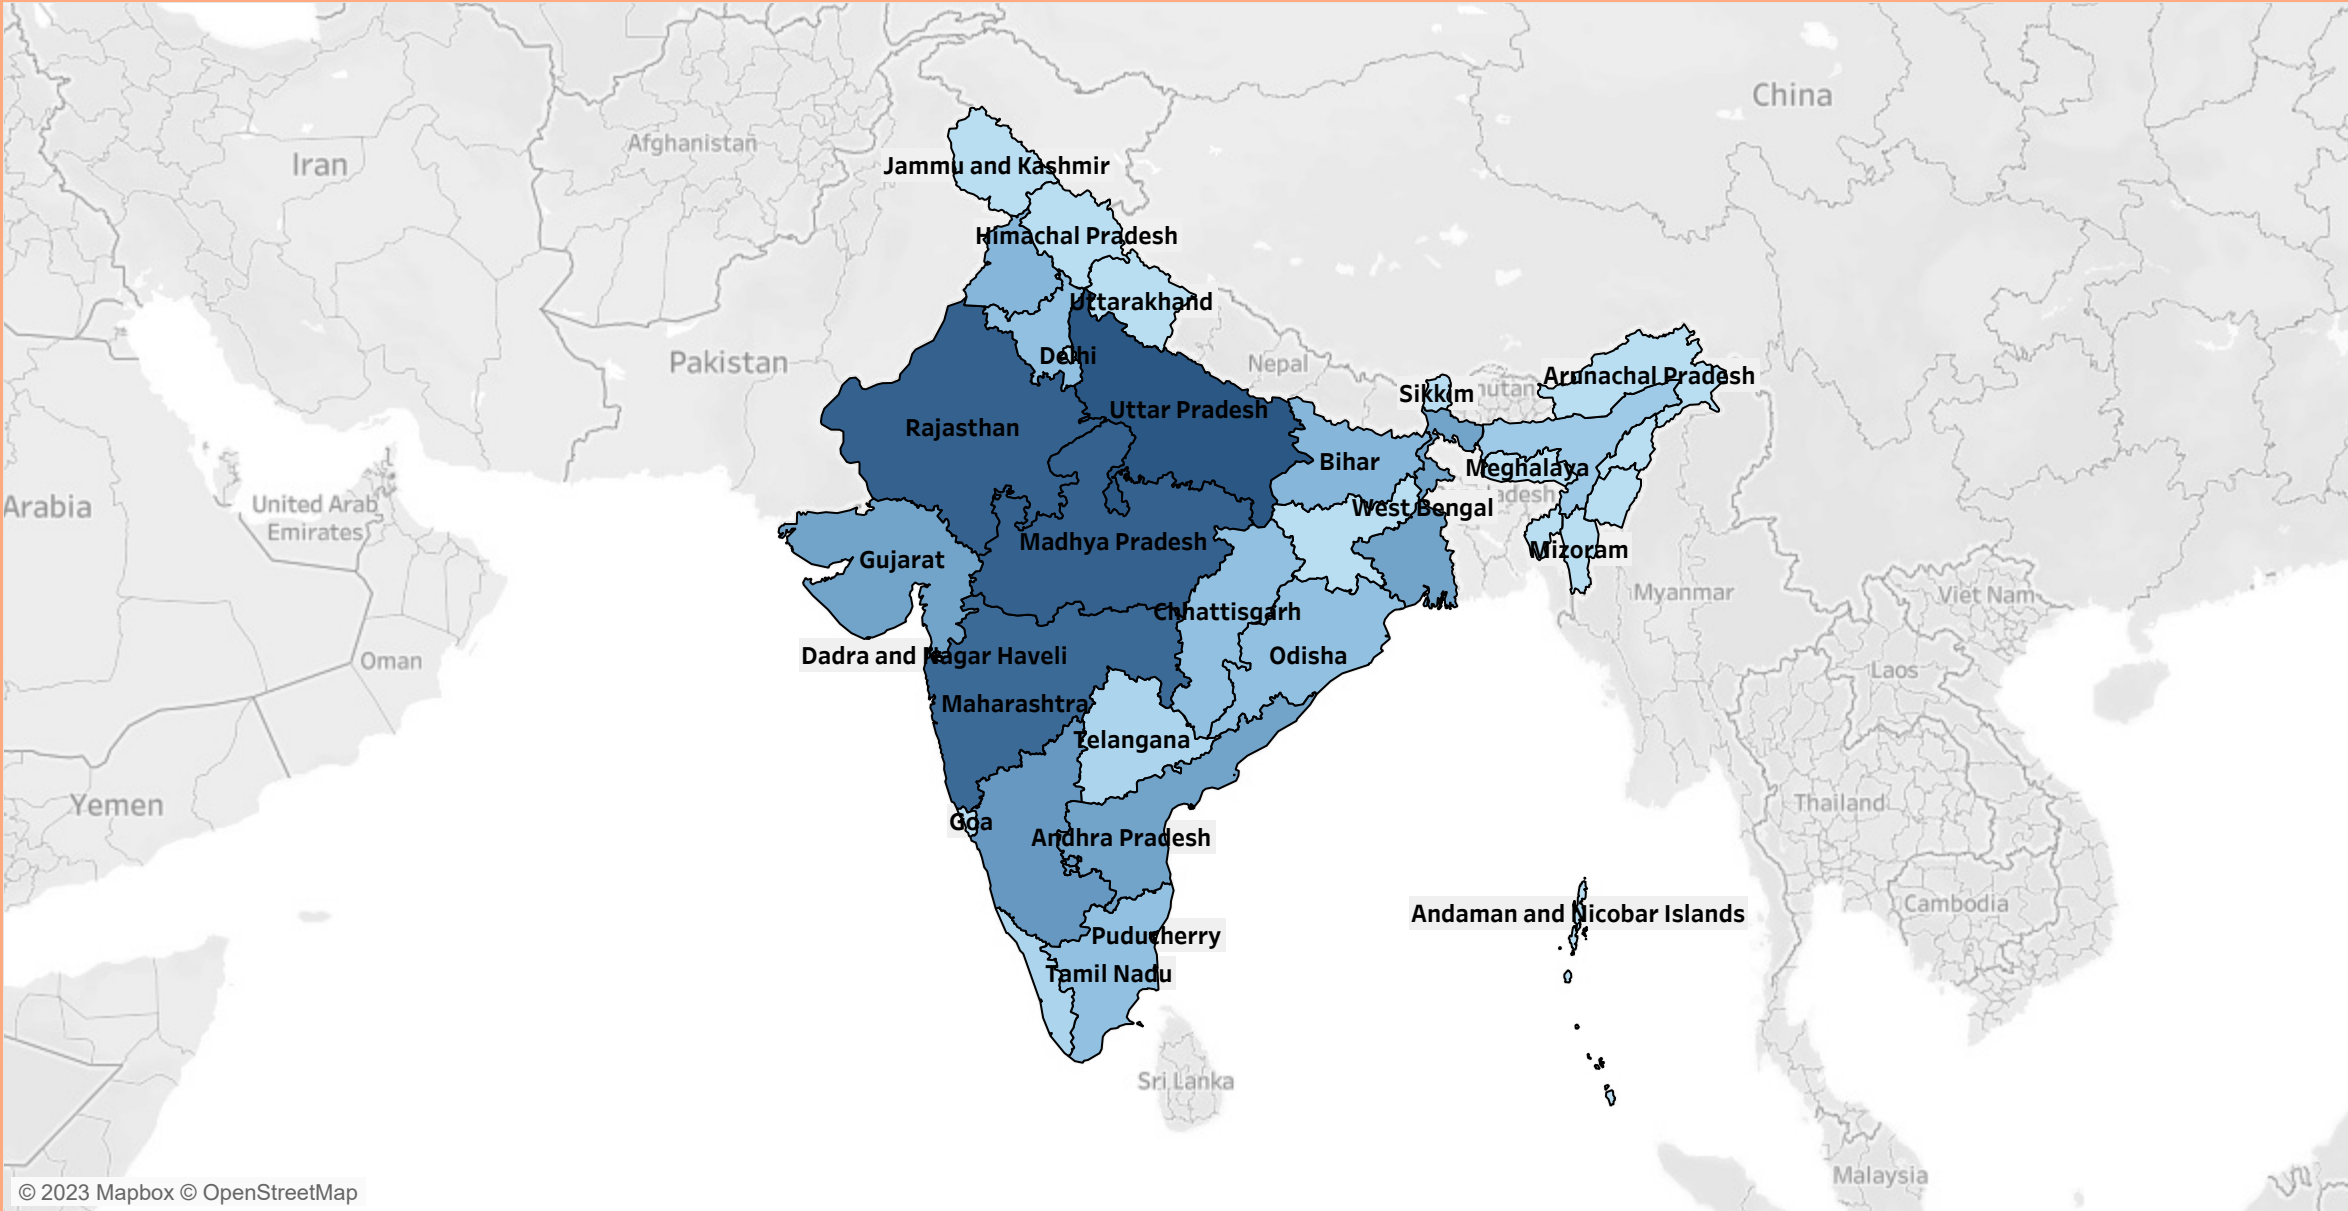 China
Afghanistan
Iran
Jammu and Kashmir
Himachal Pradesh
Uttarakhand
Pakistan
Delhi
Nepal
Arunachal Pradesh
Sikkim
Uttar Pradesh
Rajasthan
Bihar
Meghalaya
Arabia
United Arab
Emirates
West Bengal
Madhya Pradesh
Gujarat
Mizoram
Myanmar
Viet Nam
Chhattisgarh
Oman
Dadra and Nagar Haveli
Odisha
Laos
Maharashtra
Telangana
Yemen
Thailand
Goa
Andhra Pradesh
Cambodia
Andaman and Nicobar Islands
Puducherry
Tamil Nadu
Sri Lanka
Malaysia
© 2023 Mapbox © OpenStreetMap